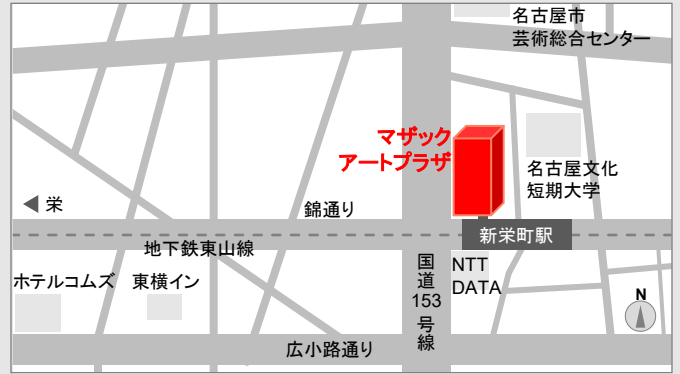 名古屋市
芸術総合センター
マザック
アートプラザ
名古屋文化
短期大学
栄
錦通り
新栄町駅
地下鉄東山線
ホテルコムズ
東横イン
国道153号線
NTT
DATA
N
広小路通り